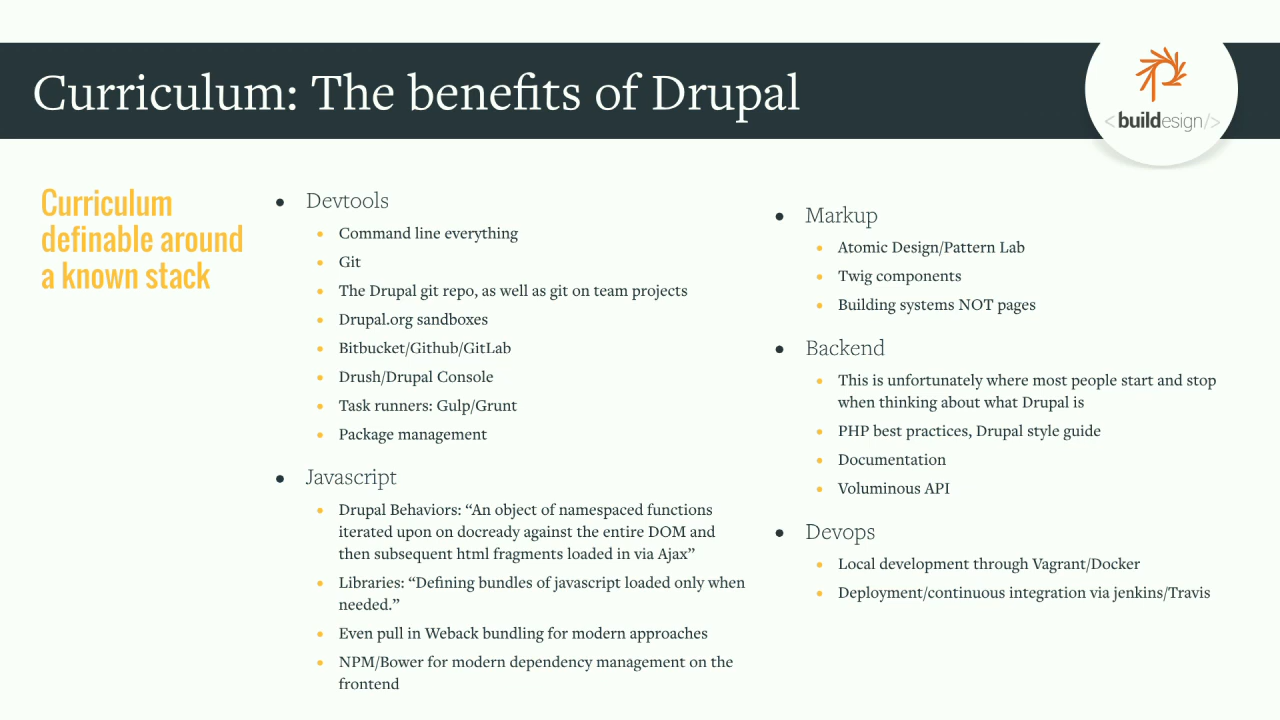 Curriculum: The benefits of Drupal
<buildesign/>
Curriculum
definable around
a known stack
● Devtools
● Command line everything
● Git
● The Drupal git repo, as well as git on team projects
● Drupal.org sandboxes
● Bitbucket/Github/GitLab
● Drush/Drupal Console
● Task runners: Gulp/Grunt
● Package management
● Javascript
● Drupal Behaviors: “An object of namespaced functions
iterated upon on docready against the entire DOM and
then subsequent html fragments loaded in via Ajax”
● Libraries: “Defining bundles of javascript loaded only when
needed.”
● Even pull in Weback bundling for modern approaches
● NPM/Bower for modern dependency management on the
frontend
● Markup
● Atomic Design/Pattern Lab
● Twig components
● Building systems NOT pages
● Backend
● This is unfortunately where most people start and stop
when thinking about what Drupal is
● PHP best practices, Drupal style guide
● Documentation
● Voluminous API
● Devops
● Local development through Vagrant/Docker
● Deployment/continuous integration via jenkins/Travis